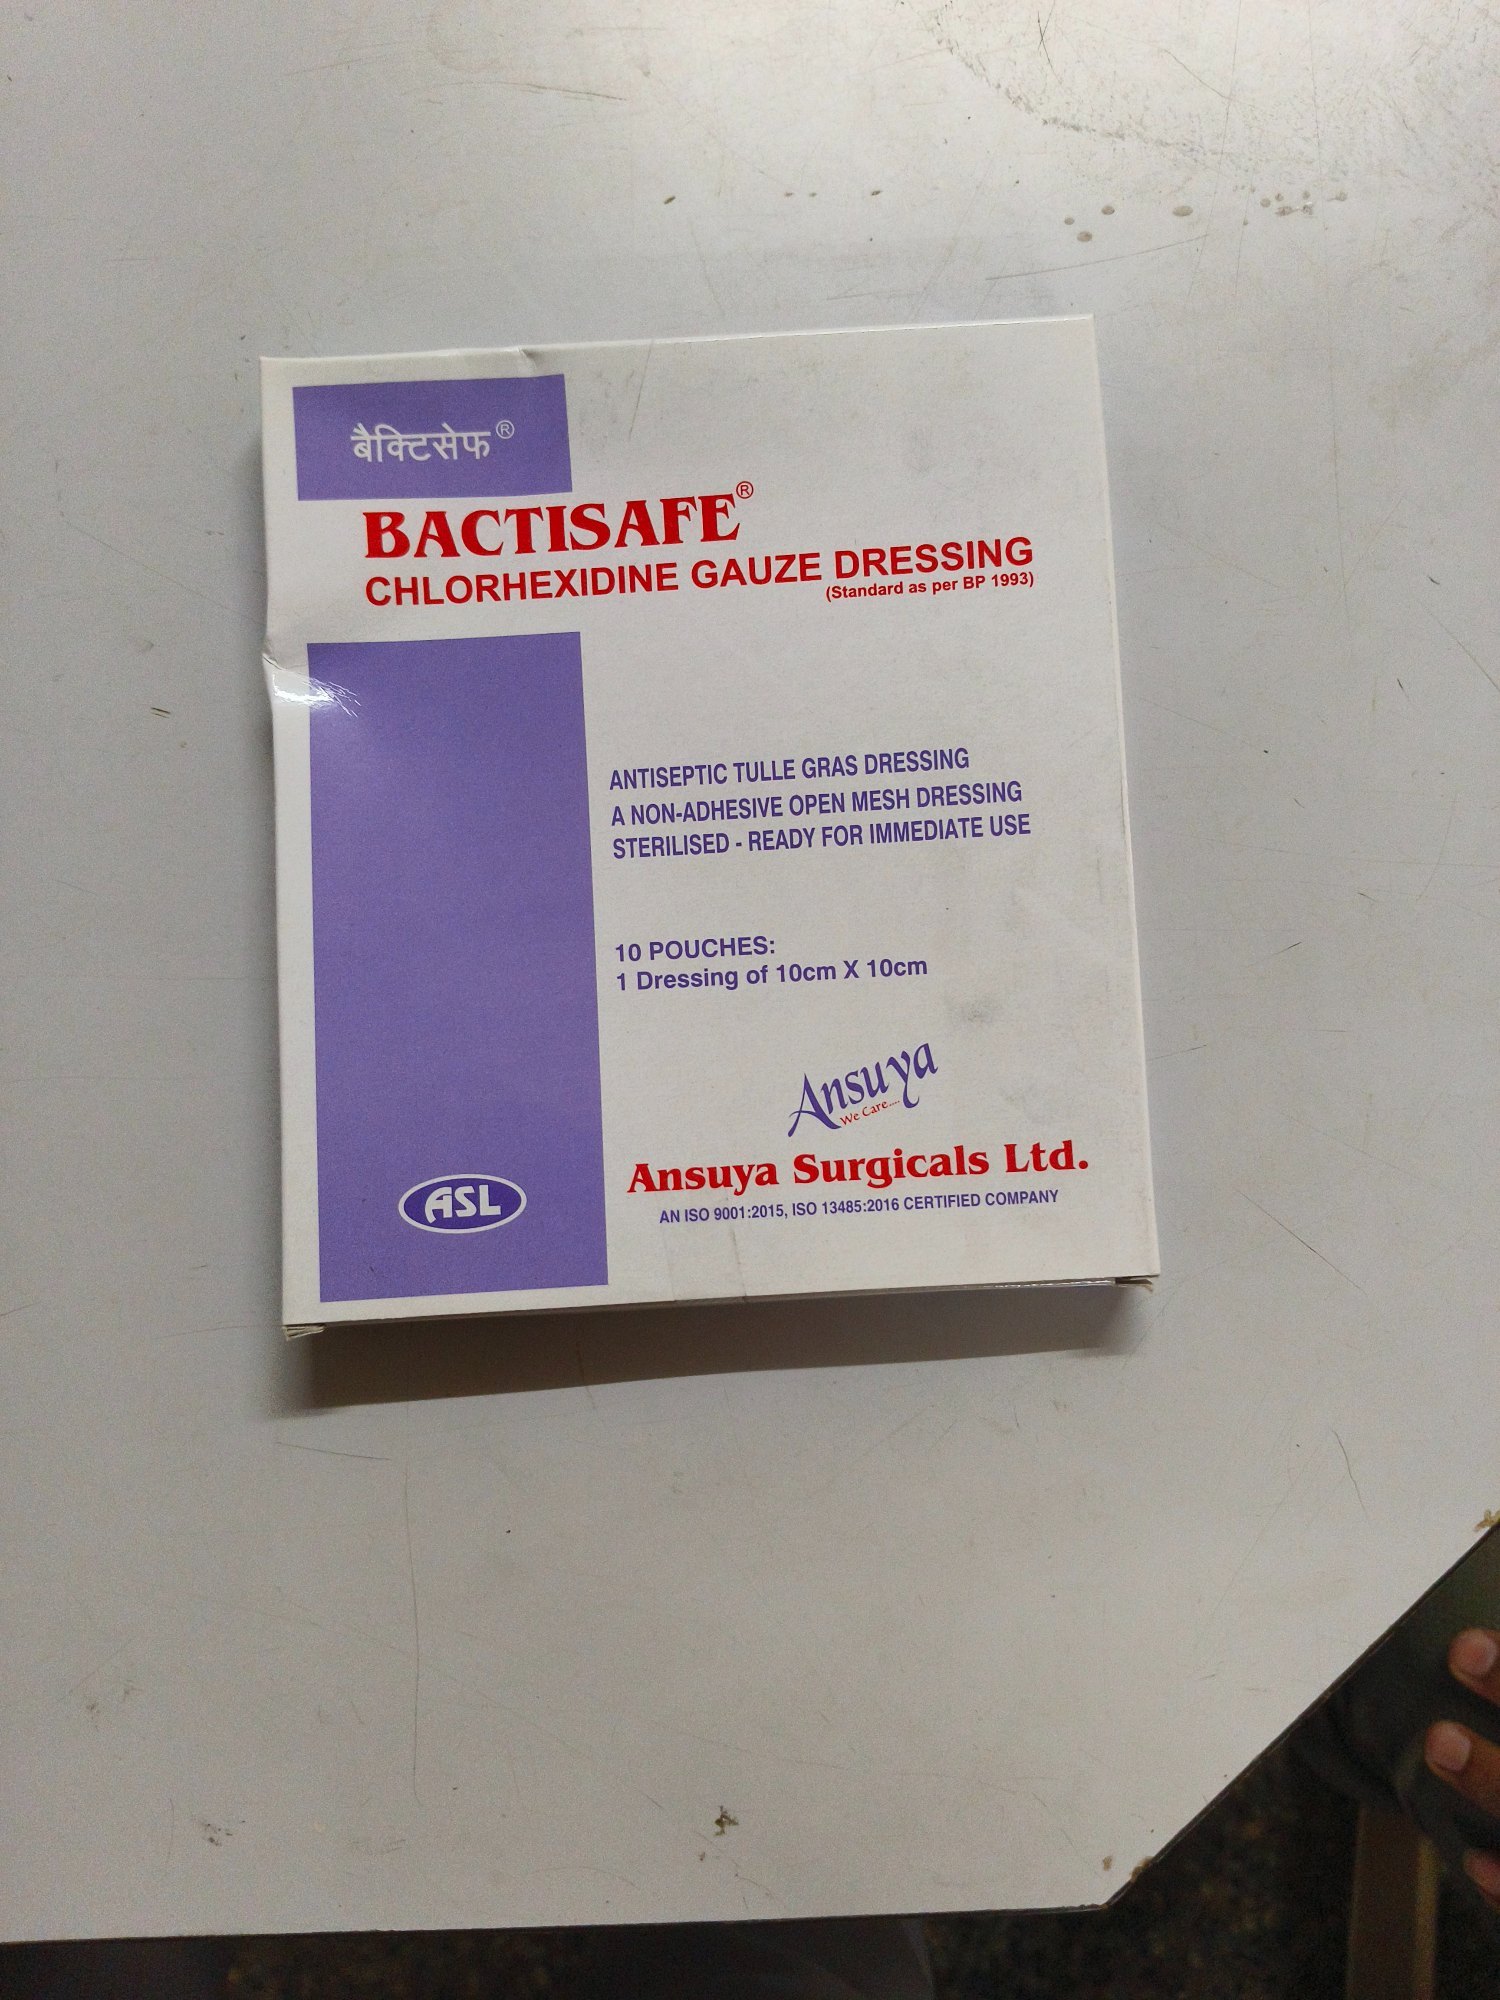 बैक्टिसेफ®
BACTISAFE®
CHLORHEXIDINE GAUZE DRESSING
(Standard as per BP 1993)
ANTISEPTIC TULLE GRAS DRESSING
A NON-ADHESIVE OPEN MESH DRESSING
STERILISED - READY FOR IMMEDIATE USE
10 POUCHES:
1 Dressing of 10cm X 10cm
Ansuya
We Care....
Ansuya Surgicals Ltd.
AN ISO 9001:2015, ISO 13485:2016 CERTIFIED COMPANY
ASL